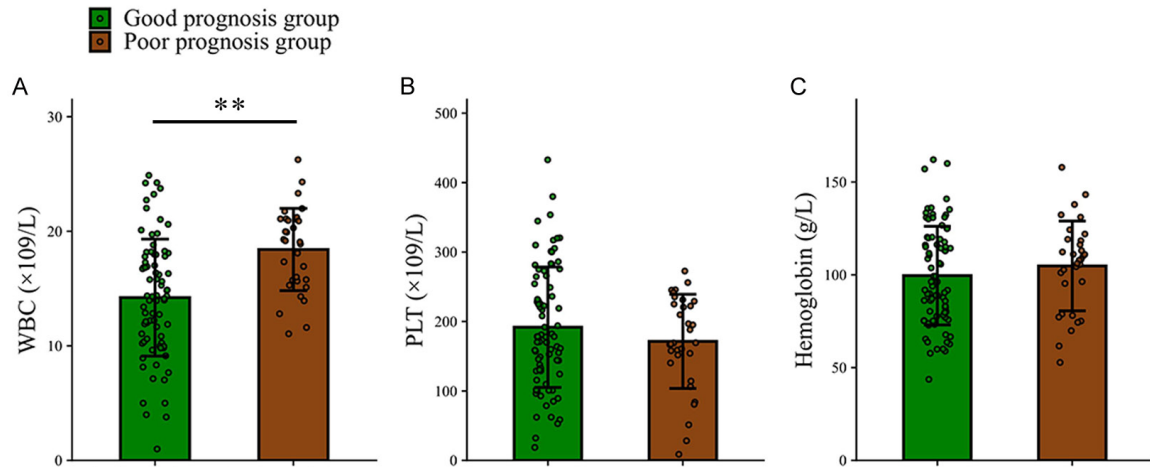 Good prognosis group
Poor prognosis group
A
**
30
20
10
0
WBC (×109/L)
B
500
400
300
200
100
0
PLT (×109/L)
C
150
100
50
0
Hemoglobin (g/L)